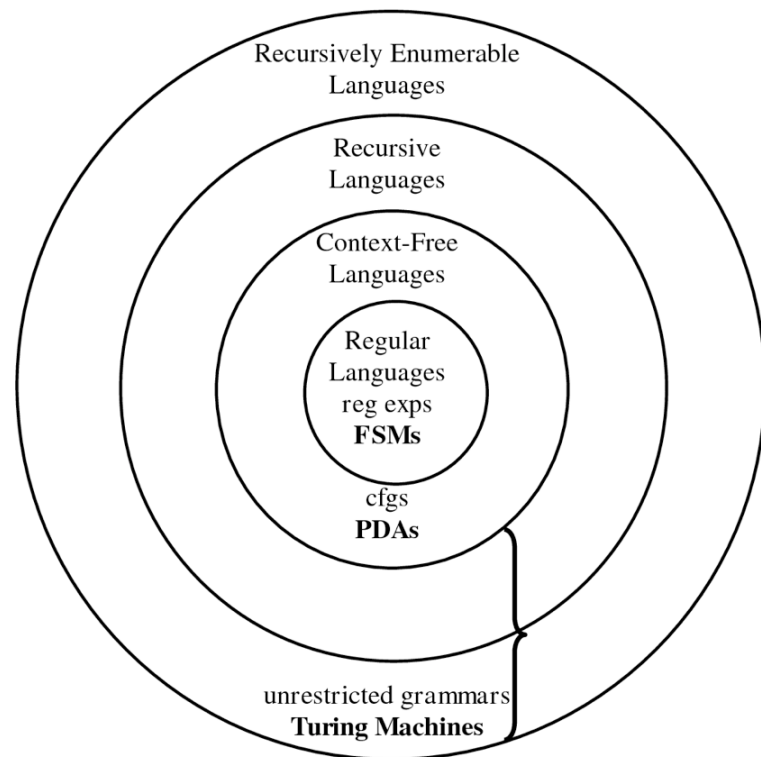 Recursively Enumerable
Languages
Recursive
Languages
Context-Free
Languages
Regular
Languages
reg exps
FSMs
cfgs
PDAs
unrestricted grammars
Turing Machines